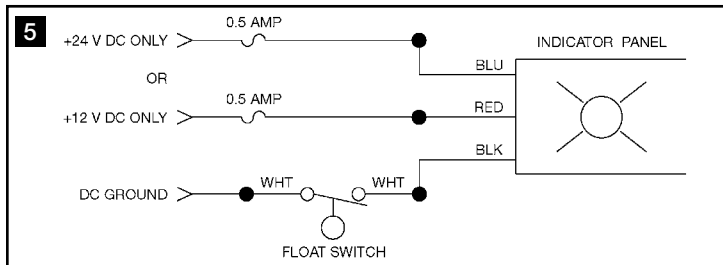 5
0.5 AMP
+24 V DC ONLY
INDICATOR PANEL
BLU
OR
0.5 AMP
+12 V DC ONLY
RED
BLK
DC GROUND
WHT
WHT
FLOAT SWITCH